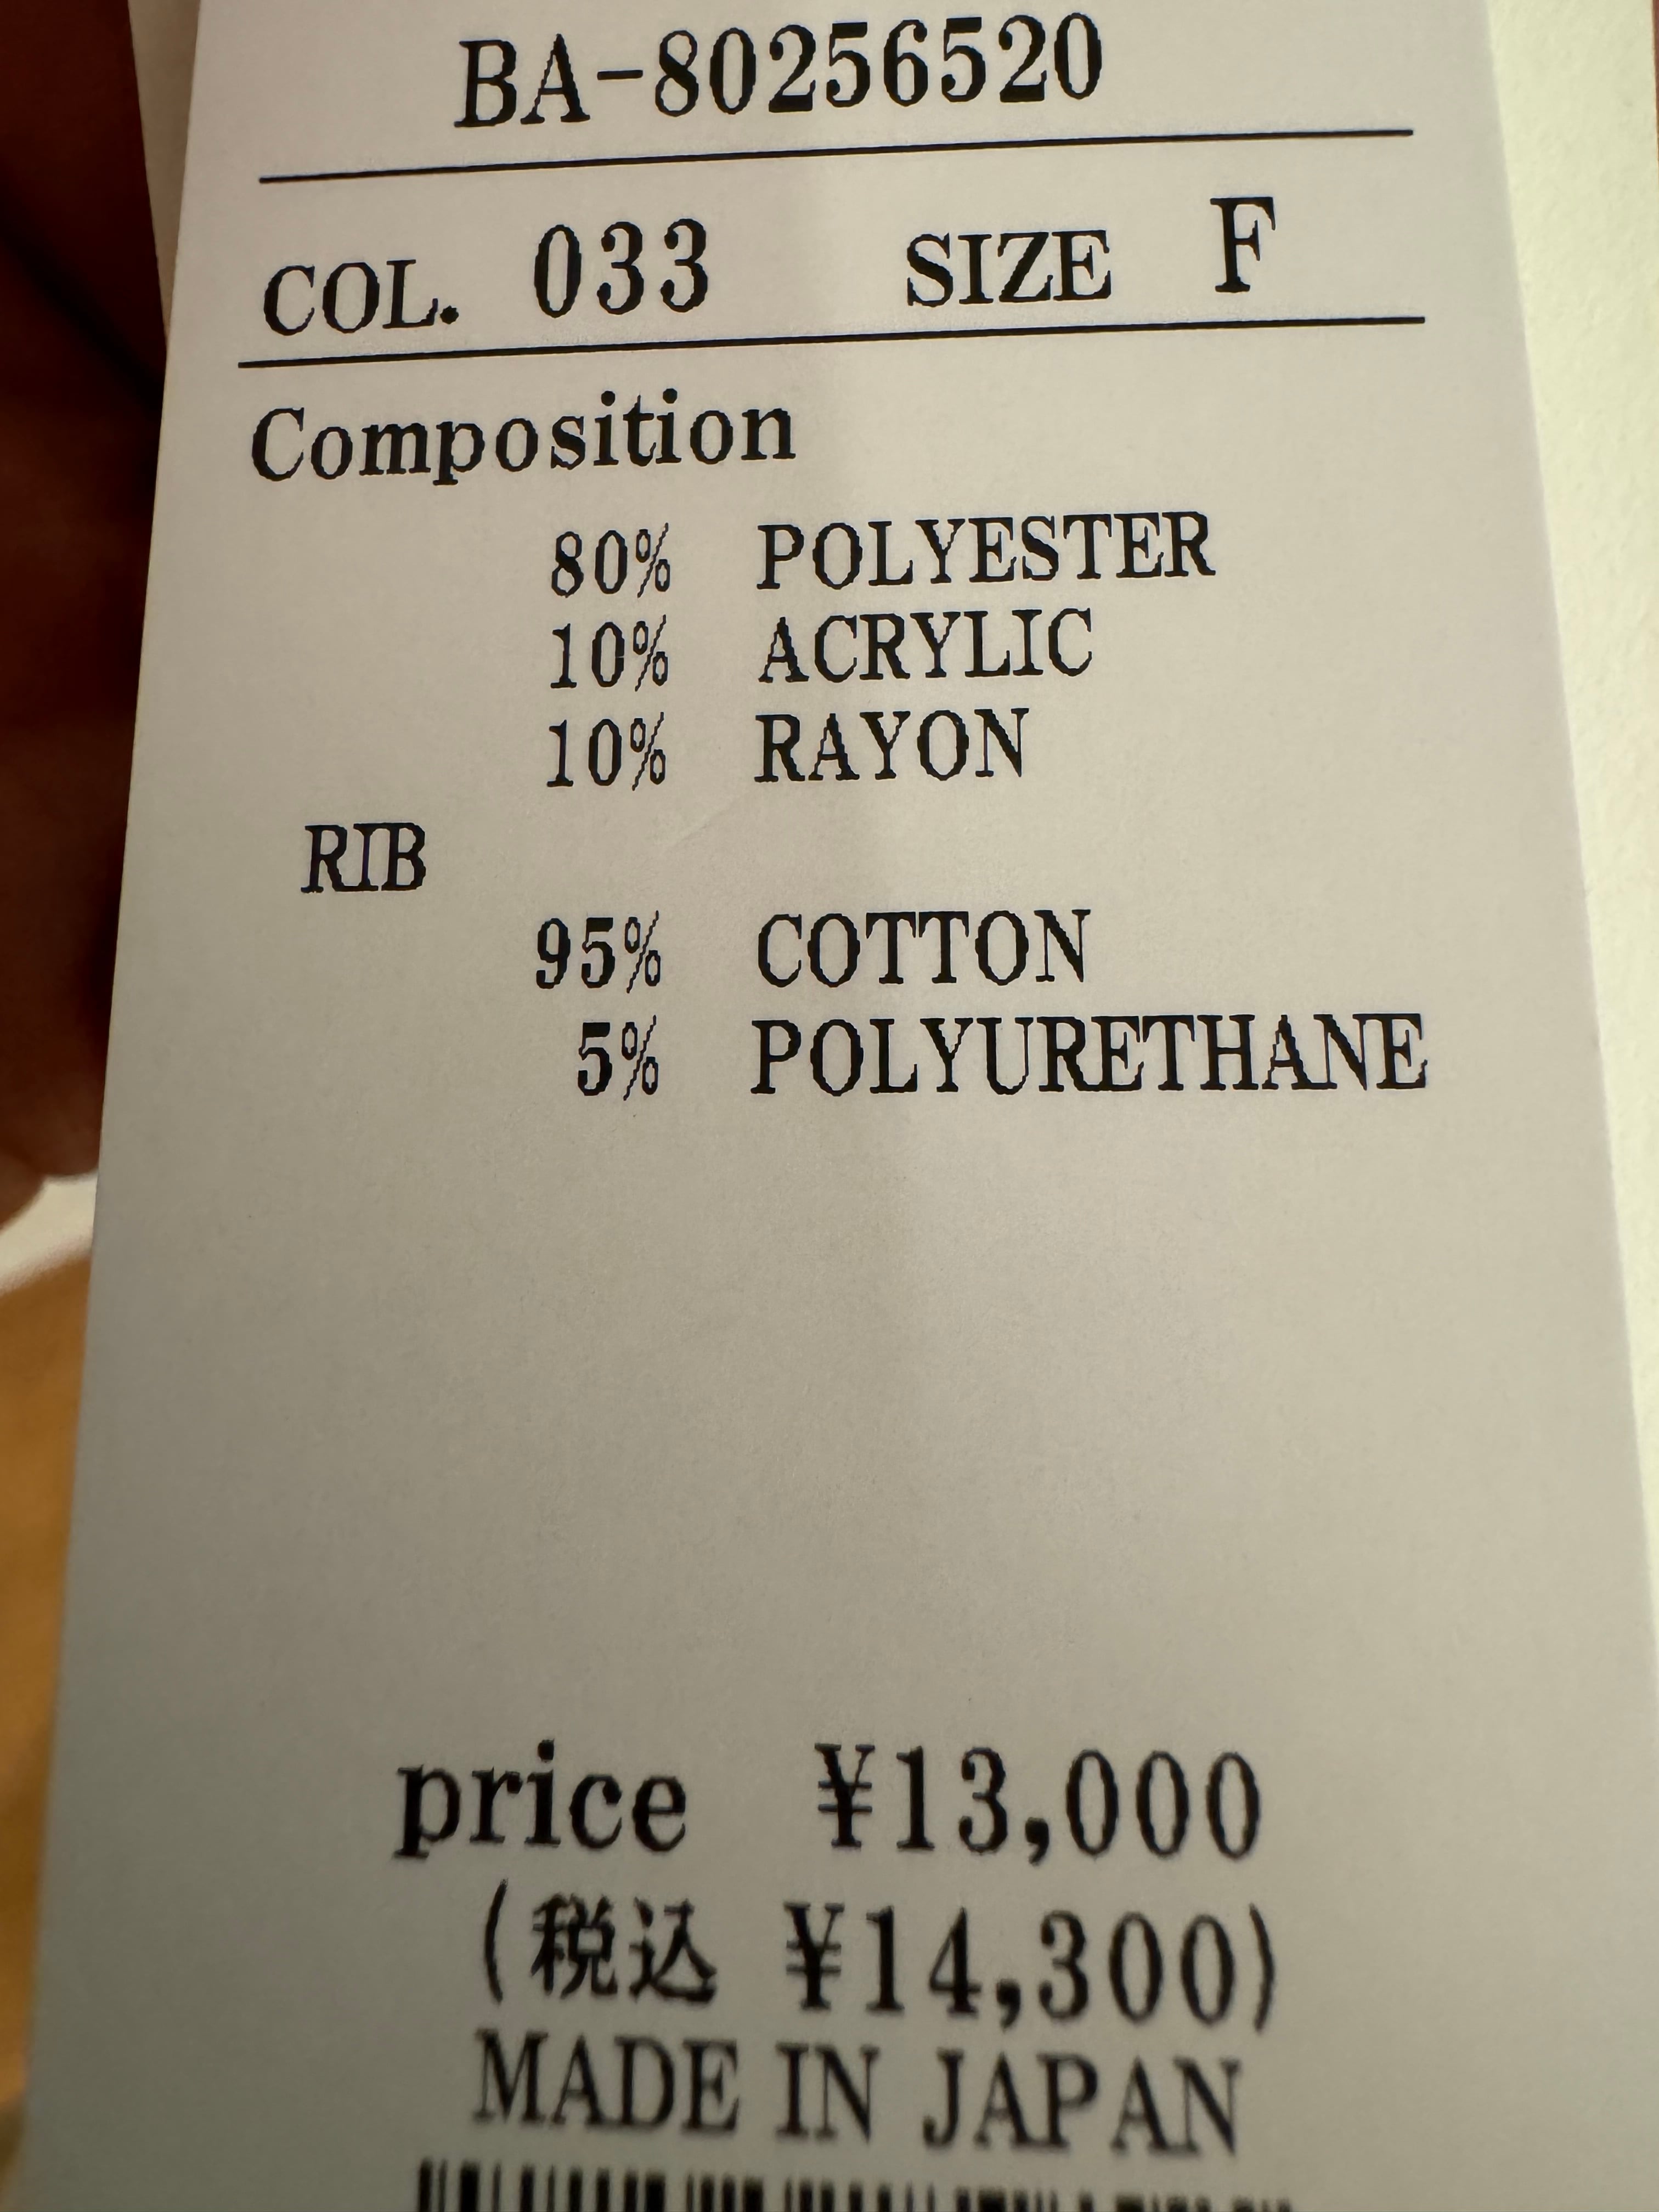 BA-80256520
COL. 033 SIZE F
Composition
80% POLYESTER
10% ACRYLIC
10% RAYON
RIB
95% COTTON
5% POLYURETHANE
price ¥13,000
(税込 ¥14,300)
MADE IN JAPAN